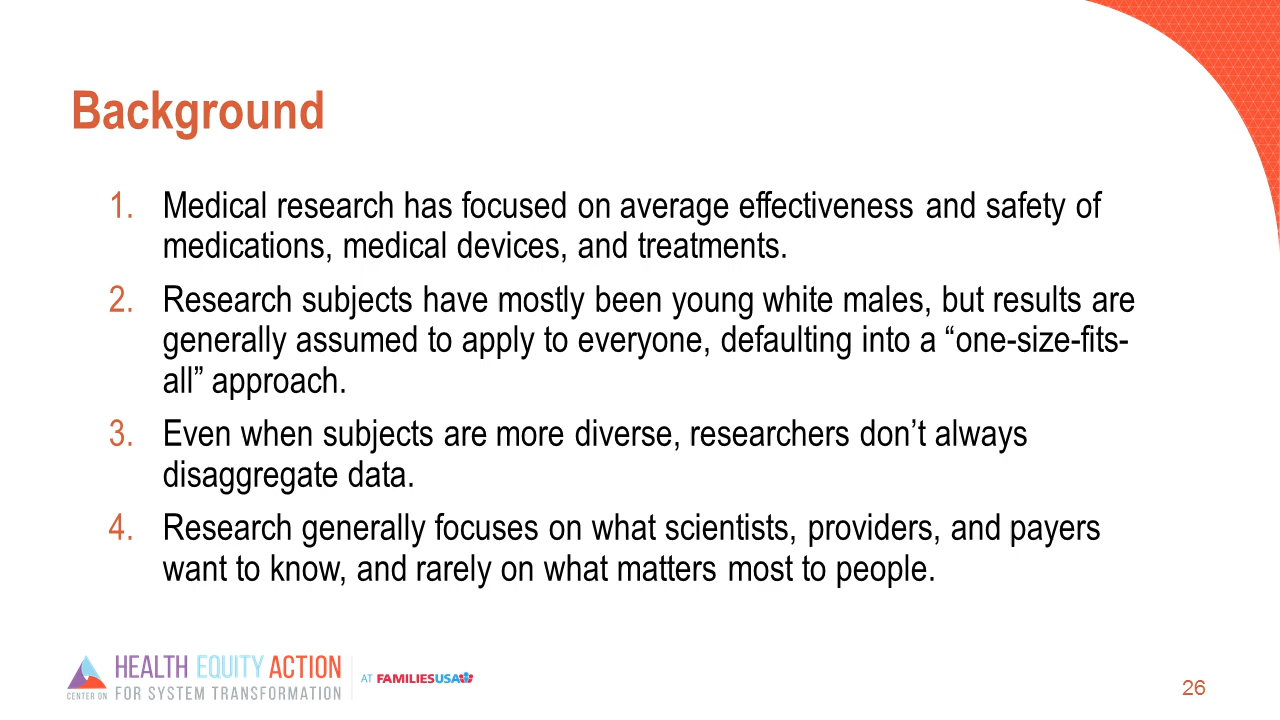 Background
1. Medical research has focused on average effectiveness and safety of
medications, medical devices, and treatments.
2. Research subjects have mostly been young white males, but results are
generally assumed to apply to everyone, defaulting into a “one-size-fits-
all” approach.
3. Even when subjects are more diverse, researchers don’t always
disaggregate data.
4. Research generally focuses on what scientists, providers, and payers
want to know, and rarely on what matters most to people.
HEALTH EQUITY ACTION
CENTER ON FOR SYSTEM TRANSFORMATION
AT FAMILIESUSA
26